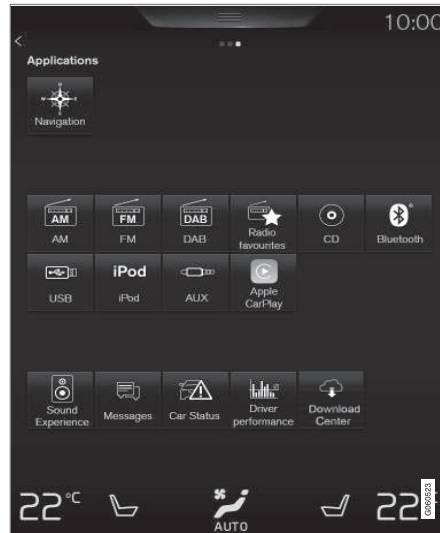 10:00
Applications
Navigation
AM FM DAB
AM FM DAB Radio favourites CD Bluetooth
iPod
USB iPod AUX Apple CarPlay
Sound Experience Messages Car Status Driver performance Download Center
22°C 22°
AUTO
G060523